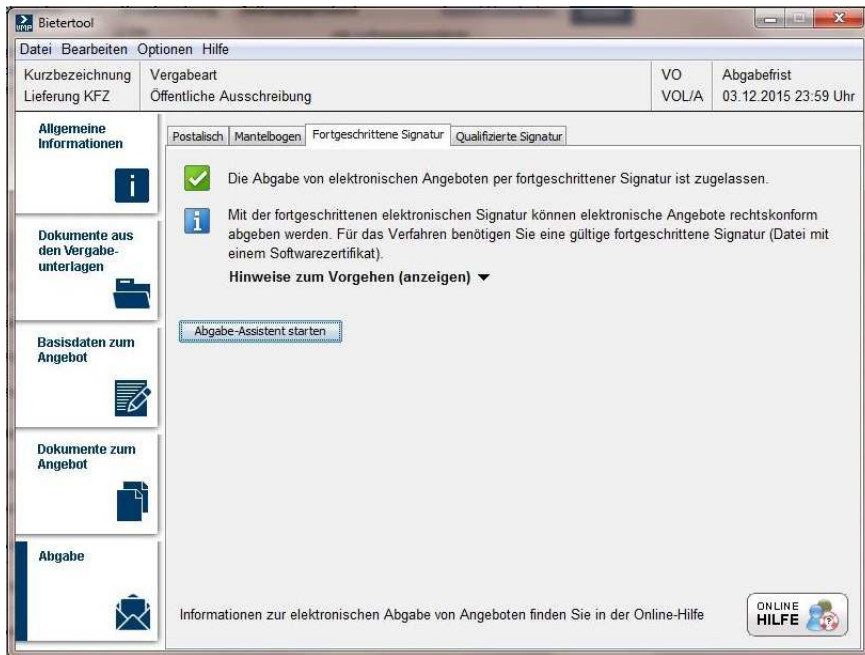 VMP
Bietertool
Datei Bearbeiten Optionen Hilfe
Kurzbezeichnung Vergabeart VO Abgabefrist
Lieferung KFZ Öffentliche Ausschreibung VOL/A 03.12.2015 23:59 Uhr
Allgemeine
Informationen
Dokumente aus
den Vergabe-
unterlagen
Basisdaten zum
Angebot
Dokumente zum
Angebot
Abgabe
Postalisch Mantelbogen Fortgeschrittene Signatur Qualifizierte Signatur
Die Abgabe von elektronischen Angeboten per fortgeschrittener Signatur ist zugelassen.
Mit der fortgeschrittenen elektronischen Signatur können elektronische Angebote rechtskonform
abgeben werden. Für das Verfahren benötigen Sie eine gültige fortgeschrittene Signatur (Datei mit
einem Softwarezertifikat).
Hinweise zum Vorgehen (anzeigen)
Abgabe-Assistent starten
Informationen zur elektronischen Abgabe von Angeboten finden Sie in der Online-Hilfe
ONLINE
HILFE